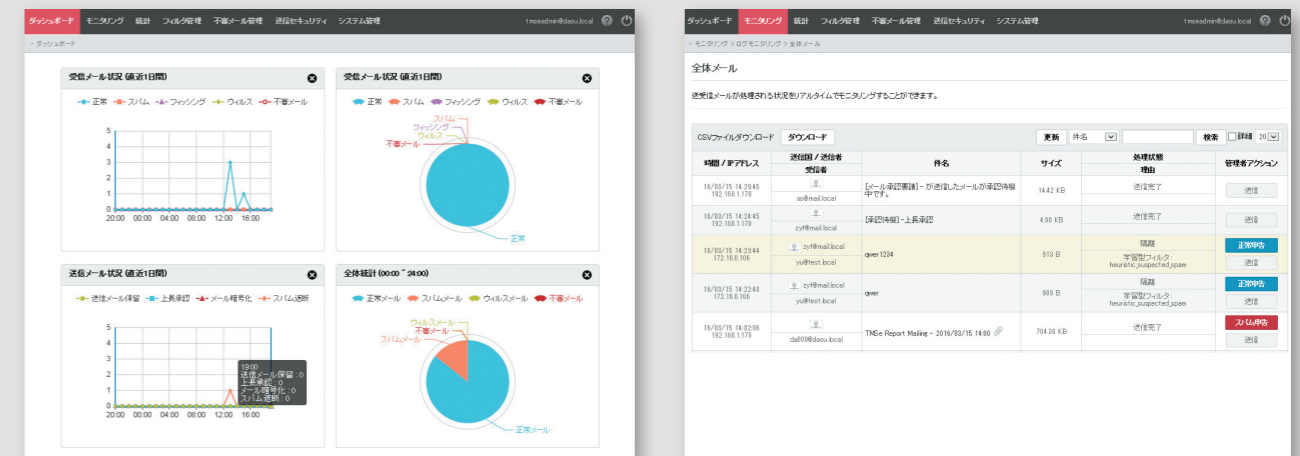 ダッシュボード モニタリング 統計 フィルタ管理 不審メール管理 送信セキュリティ システム管理 tmseadmin@daou.local
- ダッシュボード
受信メール状況 (直近1日間)
正常 スパム フィッシング ウィルス 不審メール
5
4
3
2
1
0
20:00 00:00 04:00 08:00 12:00 16:00
受信メール状況 (直近1日間)
正常 スパム フィッシング ウィルス 不審メール
スパム
フィッシング
ウィルス
不審メール
正常
送信メール状況 (直近1日間)
送信メール保留 上長承認 メール暗号化 スパム遮断
5
4
3
2
1
0
19:00
送信メール保留 : 0
上長承認 : 0
メール暗号化 : 0
スパム遮断 : 0
20:00 00:00 04:00 08:00 12:00 16:00
全体統計 (00:00 ~ 24:00)
正常メール スパムメール ウィルスメール 不審メール
ウィルスメール
不審メール
スパムメール
正常メール
ダッシュボード モニタリング 統計 フィルタ管理 不審メール管理 送信セキュリティ システム管理 tmseadmin@daou.local
- モニタリング > ログモニタリング > 全体メール
全体メール
送受信メールが処理される状況をリアルタイムでモニタリングすることができます。
CSVファイルダウンロード ダウンロード 更新 件名 検索 詳細 20
時間 / IPアドレス 送信国 / 送信者 受信者 件名 サイズ 処理状態 理由 管理者アクション
16/03/15 14:29:45
192.168.1.170
so@mail.local
[メール承認要請] - が送信したメールが承認待機中です。
14.42 KB
送信完了
送信
16/03/15 14:24:45
192.168.1.170
zyf@mail.local
[承認待機] - 上長承認
4.90 KB
送信完了
送信
16/03/15 14:23:44
172.16.0.106
zyf@mail.local
yu@test.local
qwer1234
913 B
隔離
学習型フィルタ :
heuristic_suspected_spam
正常申告
送信
16/03/15 14:22:48
172.16.0.106
zyf@mail.local
yu@test.local
qwer
909 B
隔離
学習型フィルタ :
heuristic_suspected_spam
正常申告
送信
16/03/15 14:02:06
192.168.1.170
da000@daou.local
TMSe Report Mailing - 2016/03/15 14:00
704.38 KB
送信完了
スパム申告
送信